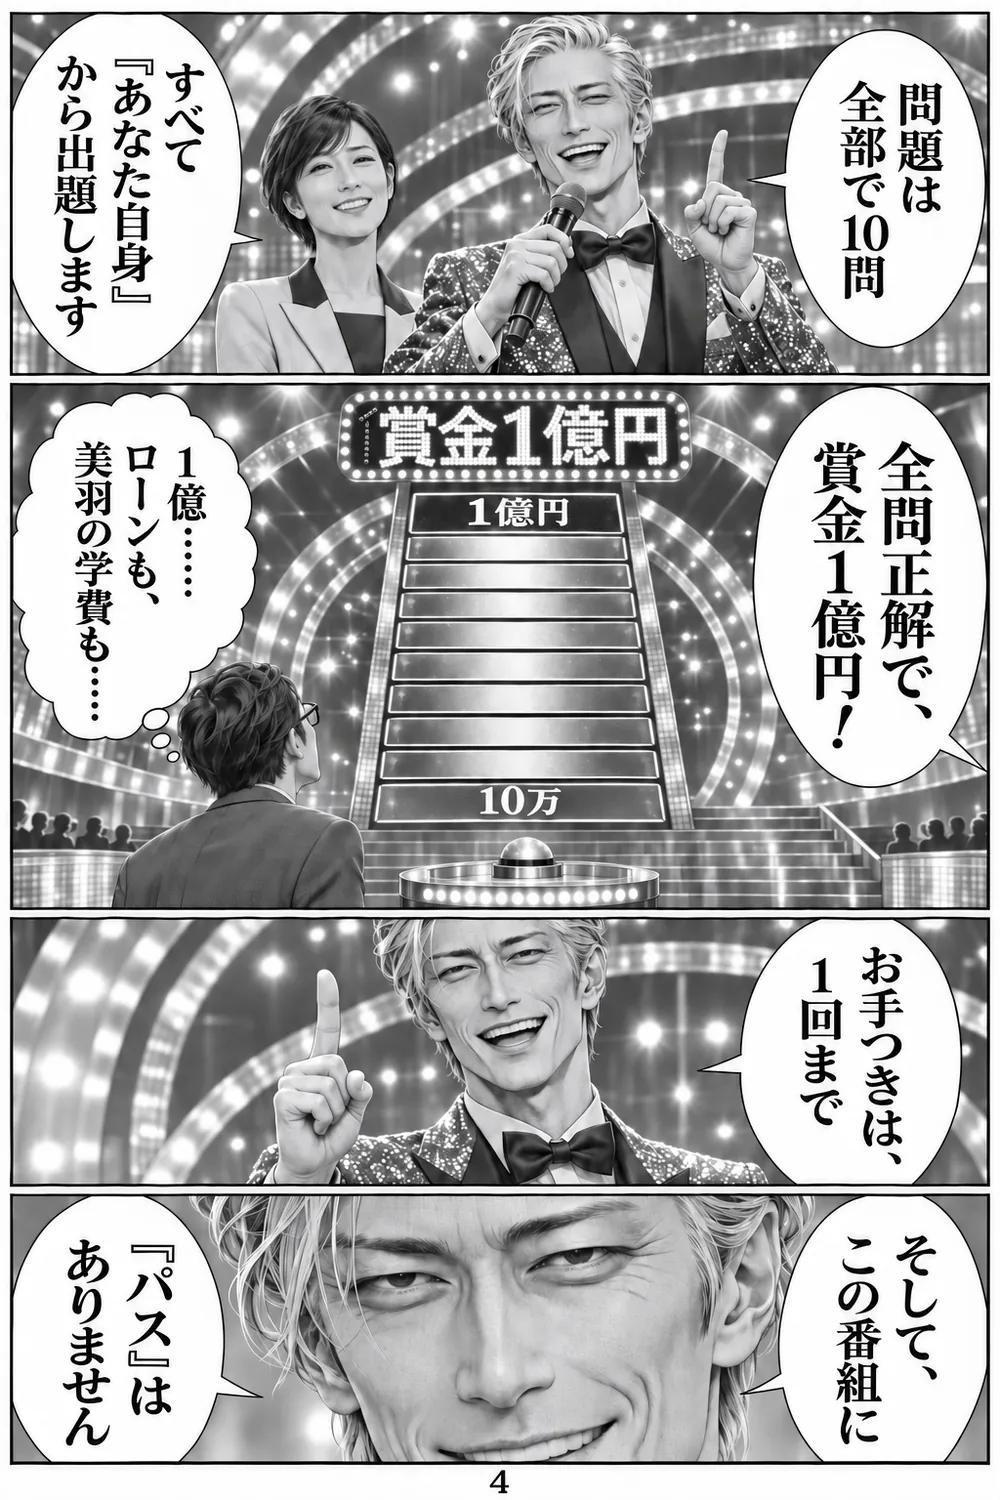 問題は
全部で10問
すべて
『あなた自身』
から出題します
全問正解で、
賞金1億円！
賞金1億円
1億円
10万
1億……
ローンも、
美羽の学費も……
お手つきは、
1回まで
そして、
この番組に
『パス』は
ありません
4